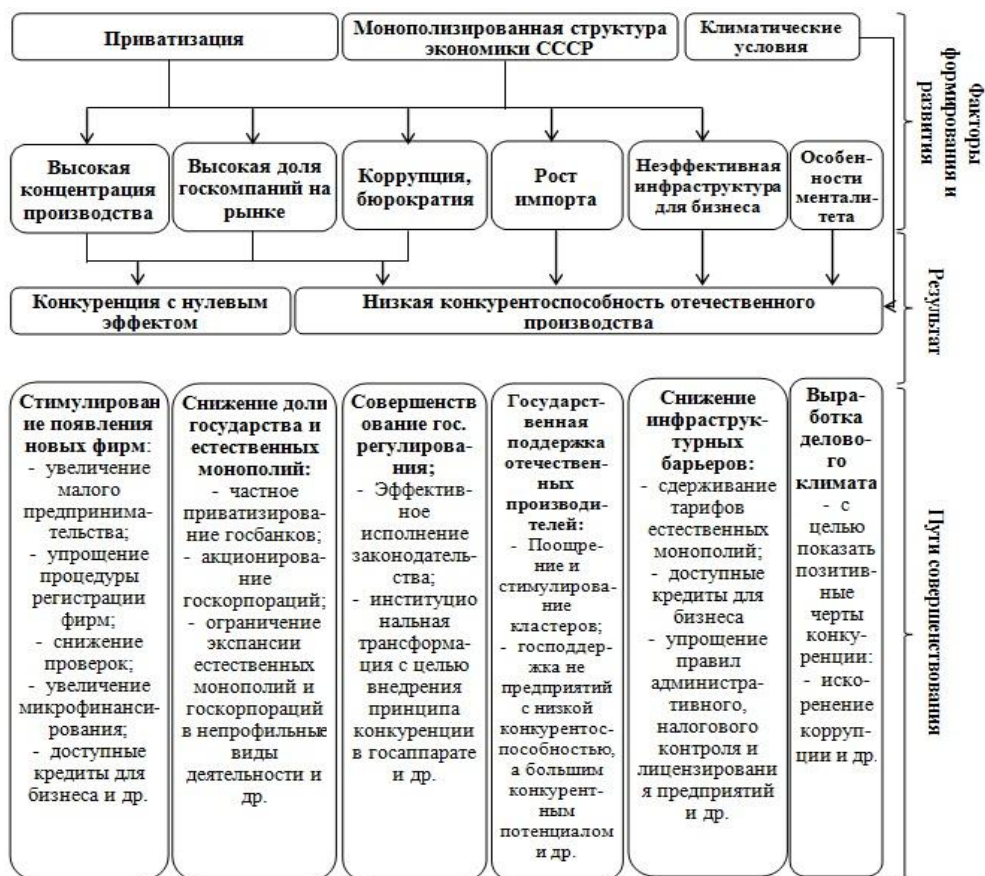 Приватизация
Монополизированная структура
экономики СССР
Климатические
условия
Факторы
формирования и
развития
Высокая
концентрация
производства
Высокая доля
госкомпаний на
рынке
Коррупция,
бюрократия
Рост
импорта
Неэффективная
инфраструктура
для бизнеса
Особен-
ности
ментали-
тета
Результат
Конкуренция с нулевым
эффектом
Низкая конкурентоспособность отечественного
производства
Пути совершенствования
Стимулирован
ие появления
новых фирм:
- увеличение
малого
предпринима-
тельства;
- упрощение
процедуры
регистрации
фирм;
- снижение
проверок;
- увеличение
микрофинанси-
рования;
- доступные
кредиты для
бизнеса и др.
Снижение доли
государства и
естественных
монополий:
- частное
приватизирова
ние госбанков;
- акционирова
ние
госкорпораций;
- ограничение
экспансии
естественных
монополий и
госкорпораций
в непрофильные
виды
деятельности и
др.
Совершенств
ование гос.
регулирования;
- Эффектив-
ное
исполнение
законодатель-
ства;
- институцио
нальная
трансформа-
ция с целью
внедрения
принципа
конкуренции
в госаппарате
и др.
Государст-
венная
поддержка
отечествен-
ных
производи-
телей:
- Поощре-
ние и
стимулирова
ние
кластеров;
- господдер-
жка не
предприятий
с низкой
конкурентос-
пособностью,
а большим
конкурент-
ным
потенциалом
и др.
Снижение
инфраструк-
турных
барьеров:
- сдерживание
тарифов
естественных
монополий;
- доступные
кредиты для
бизнеса
- упрощение
правил
администра-
тивного,
налогового
контроля и
лицензировани
я предприятий
и др.
Выра-
ботка
делово-
го
климата
- с
целью
показать
позитив-
ные
черты
конку-
ренции:
- иско-
ренение
корруп-
ции и др.